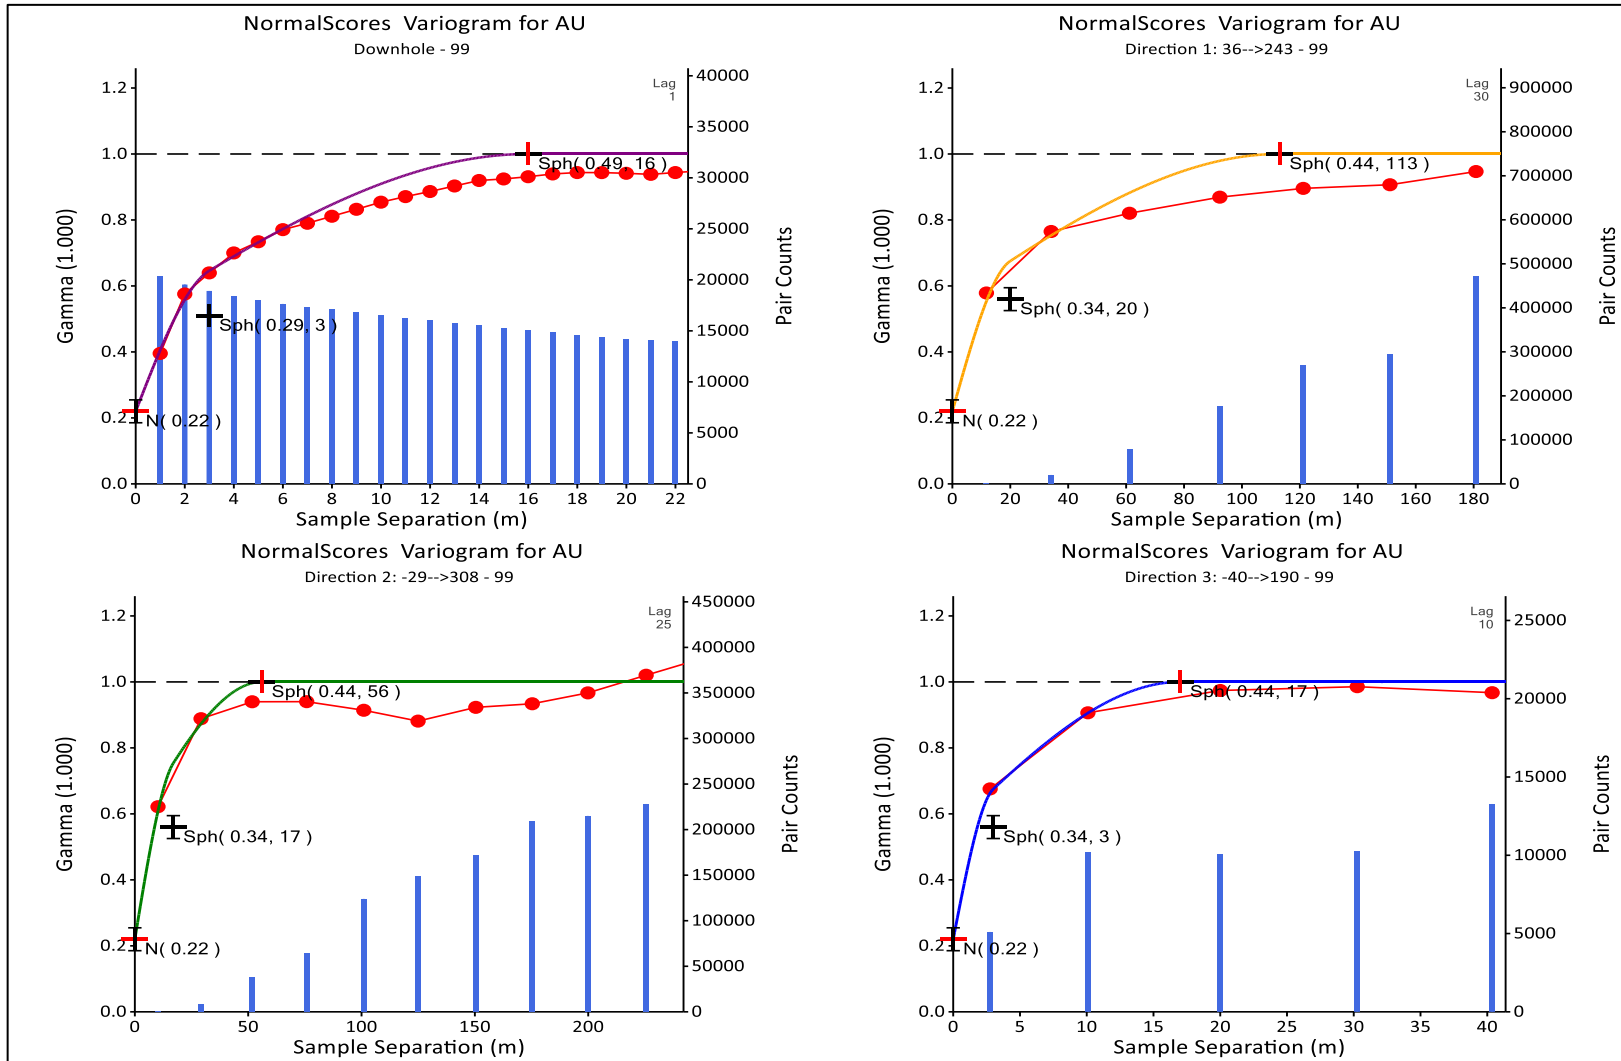 NormalScores Variogram for AU
Downhole - 99
Lag
1
Gamma (1.000)
1.2
1.0
0.8
0.6
0.4
0.2
0.0
Sph( 0.49, 16 )
Sph( 0.29, 3 )
N( 0.22 )
40000
35000
30000
25000
20000
15000
10000
5000
0
Pair Counts
0 2 4 6 8 10 12 14 16 18 20 22
Sample Separation (m)
NormalScores Variogram for AU
Direction 1: 36-->243 - 99
Lag
30
Gamma (1.000)
1.2
1.0
0.8
0.6
0.4
0.2
0.0
Sph( 0.44, 113 )
Sph( 0.34, 20 )
N( 0.22 )
900000
800000
700000
600000
500000
400000
300000
200000
100000
0
Pair Counts
0 20 40 60 80 100 120 140 160 180
Sample Separation (m)
NormalScores Variogram for AU
Direction 2: -29-->308 - 99
Lag
25
Gamma (1.000)
1.2
1.0
0.8
0.6
0.4
0.2
0.0
Sph( 0.44, 56 )
Sph( 0.34, 17 )
N( 0.22 )
450000
400000
350000
300000
250000
200000
150000
100000
50000
0
Pair Counts
0 50 100 150 200
Sample Separation (m)
NormalScores Variogram for AU
Direction 3: -40-->190 - 99
Lag
10
Gamma (1.000)
1.2
1.0
0.8
0.6
0.4
0.2
0.0
Sph( 0.44, 17 )
Sph( 0.34, 3 )
N( 0.22 )
25000
20000
15000
10000
5000
0
Pair Counts
0 5 10 15 20 25 30 35 40
Sample Separation (m)